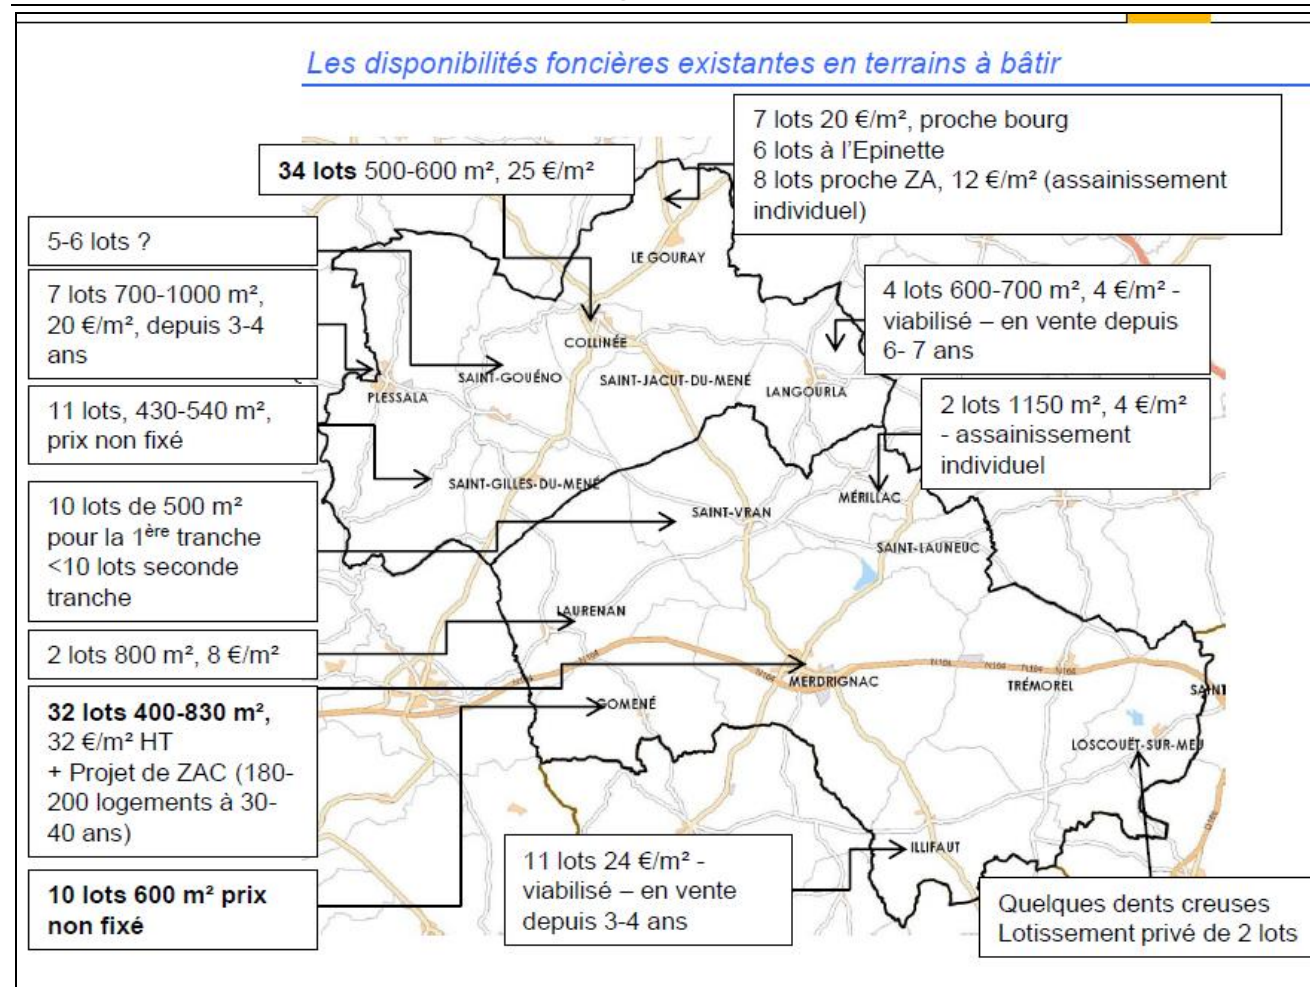 Les disponibilités foncières existantes en terrains à bâtir
7 lots 20 €/m², proche bourg
6 lots à l'Epinette
8 lots proche ZA, 12 €/m² (assainissement
individuel)
34 lots 500-600 m², 25 €/m²
5-6 lots ?
7 lots 700-1000 m²,
20 €/m², depuis 3-4
ans
11 lots, 430-540 m²,
prix non fixé
10 lots de 500 m²
pour la 1ère tranche
<10 lots seconde
tranche
2 lots 800 m², 8 €/m²
32 lots 400-830 m²,
32 €/m² HT
+ Projet de ZAC (180-
200 logements à 30-
40 ans)
10 lots 600 m² prix
non fixé
4 lots 600-700 m², 4 €/m² -
viabilisé – en vente depuis
6- 7 ans
2 lots 1150 m², 4 €/m²
- assainissement
individuel
11 lots 24 €/m² -
viabilisé – en vente
depuis 3-4 ans
Quelques dents creuses
Lotissement privé de 2 lots
LE GOURAY
COLLINÉE
SAINT-GOUÉNO
SAINT-JACUT-DU-MENÉ
LANGOURLA
PLESSALA
SAINT-GILLES-DU-MENÉ
MÉRILLAC
SAINT-VRAN
SAINT-LAUNEUC
LAURENAN
N164
N164
N164
N164
N164
N164
MERDRIGNAC
TRÉMOREL
SAINT
GOMENÉ
LOSCOUËT-SUR-MEU
ILLIFAUT